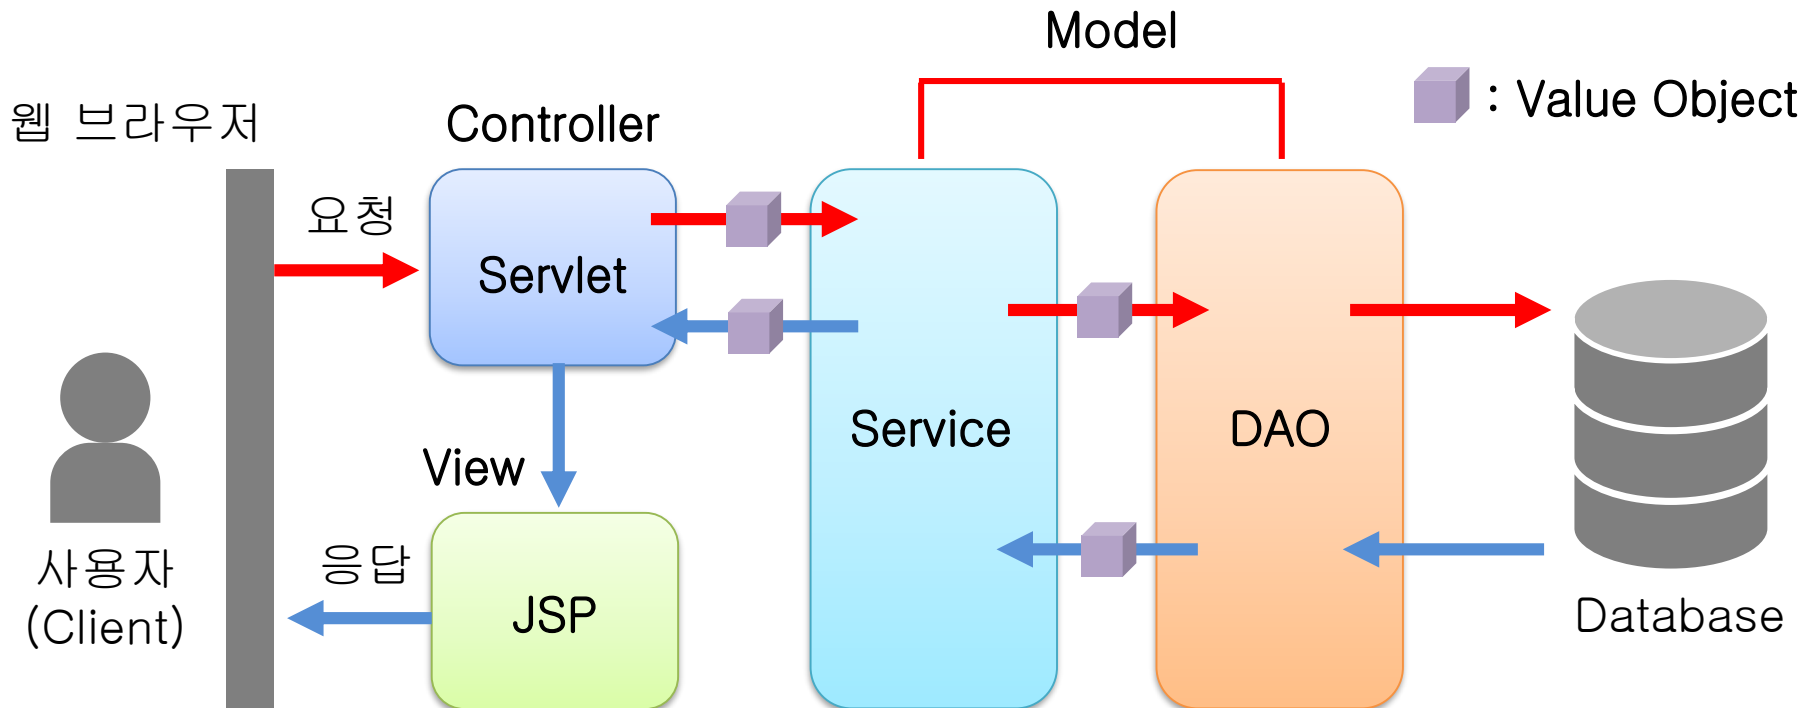 Model
: Value Object
웹 브라우저
Controller
요청
Servlet
Service
DAO
View
응답
JSP
사용자
(Client)
Database